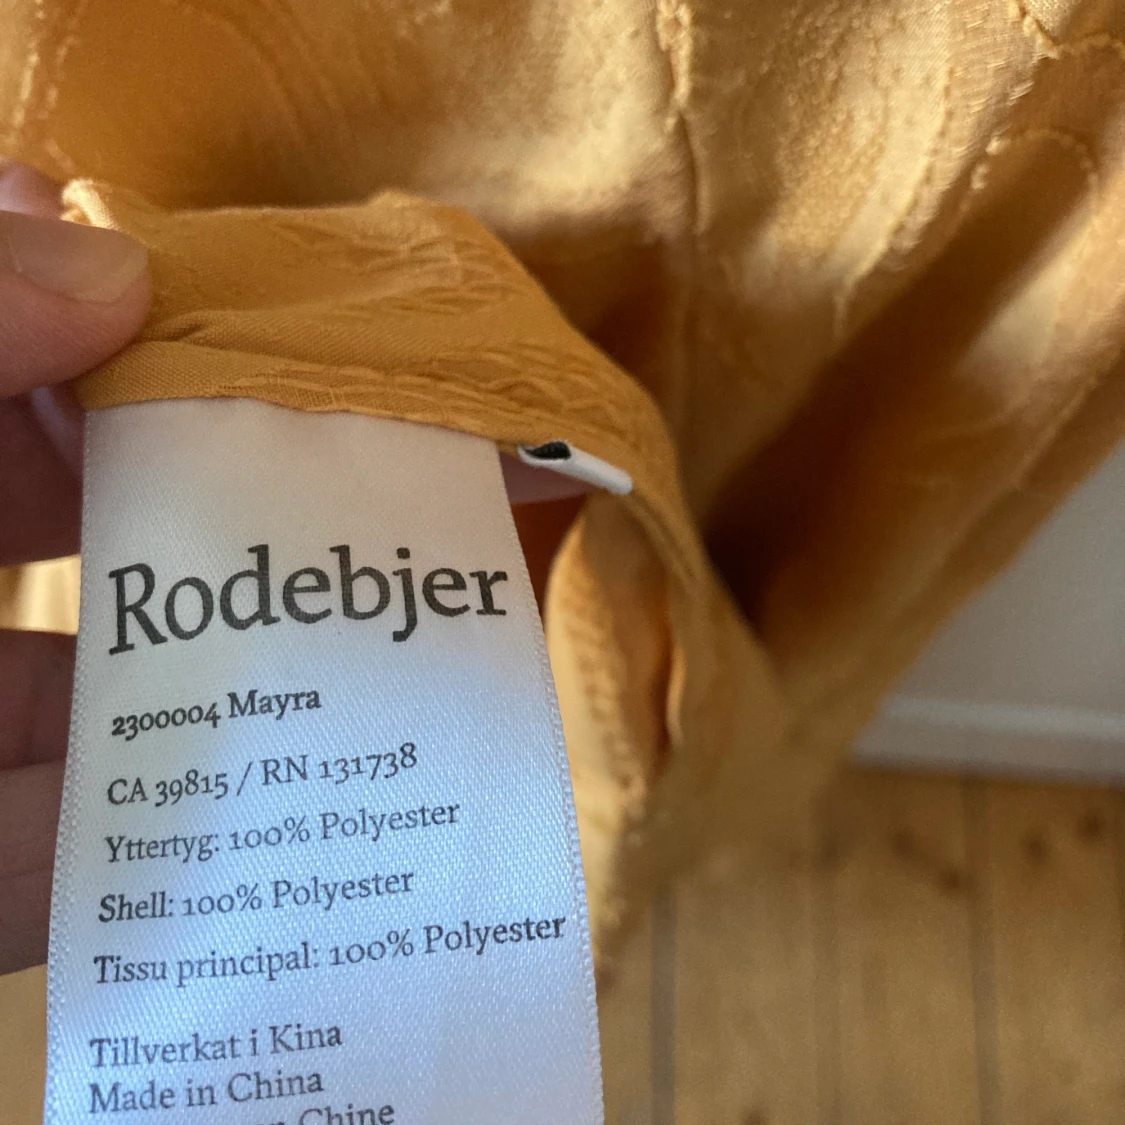 Rodebjer
2300004 Mayra
CA 39815 / RN 131738
Yttertyg: 100% Polyester
Shell: 100% Polyester
Tissu principal: 100% Polyester
Tillverkat i Kina
Made in China
Chine